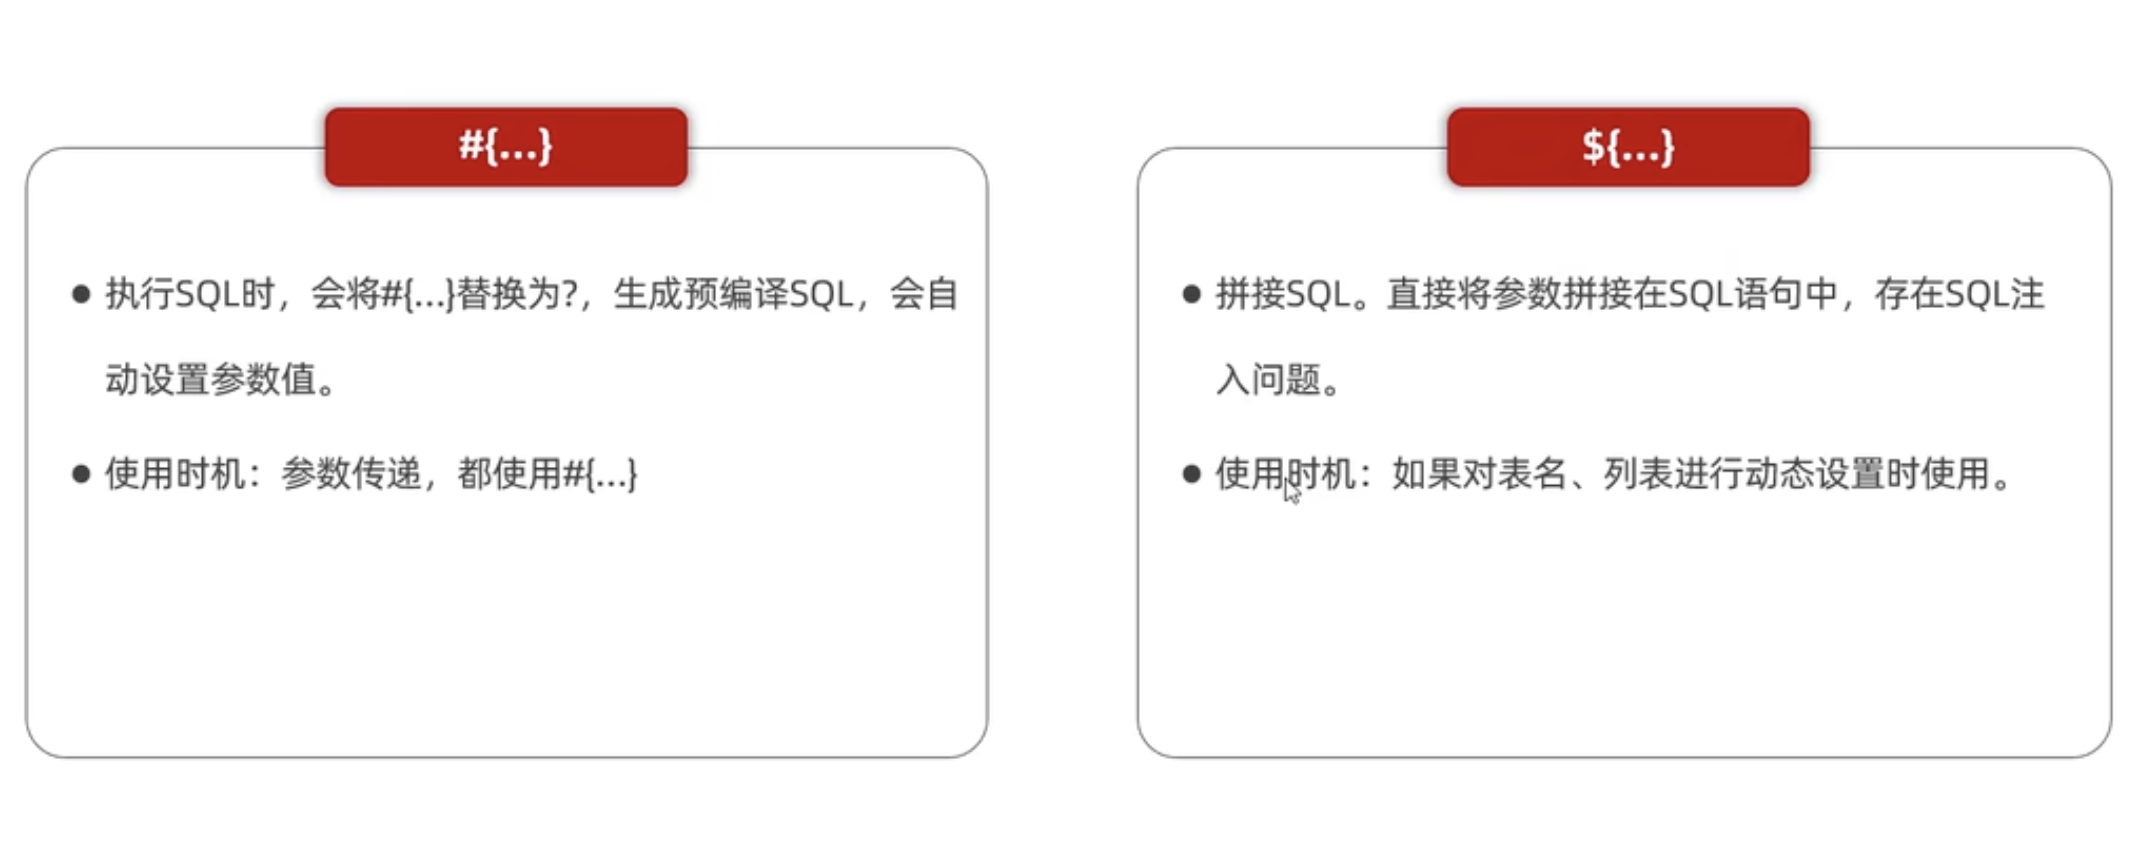 #{...}
执行SQL时，会将#{...}替换为?，生成预编译SQL，会自
动设置参数值。
使用时机：参数传递，都使用#{...}
${...}
拼接SQL。直接将参数拼接在SQL语句中，存在SQL注
入问题。
使用时机：如果对表名、列表进行动态设置时使用。